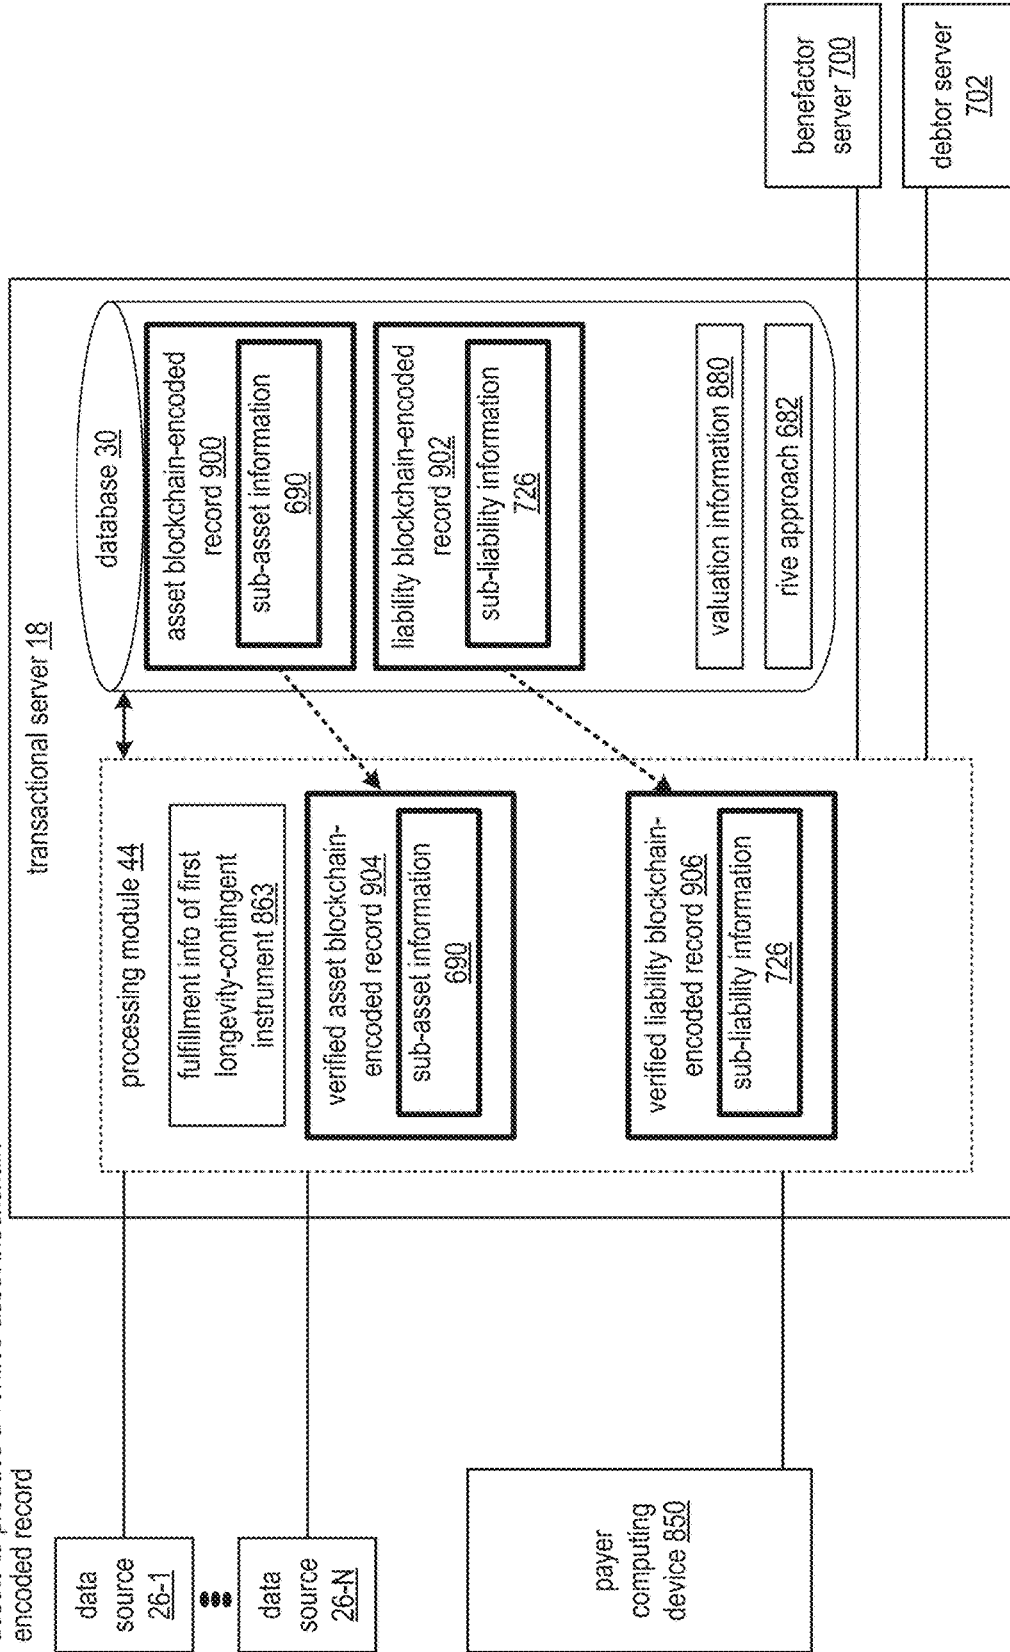 encoded record
data
source
26-1
data
source
26-N
payer
computing
device 850
transactional server 18
processing module 44
fulfillment info of first
longevity-contingent
instrument 863
verified asset blockchain-
encoded record 904
sub-asset information
690
verified liability blockchain-
encoded record 906
sub-liability information
726
database 30
asset blockchain-encoded
record 900
sub-asset information
690
liability blockchain-encoded
record 902
sub-liability information
726
valuation information 880
rive approach 682
benefactor
server 700
debtor server
702